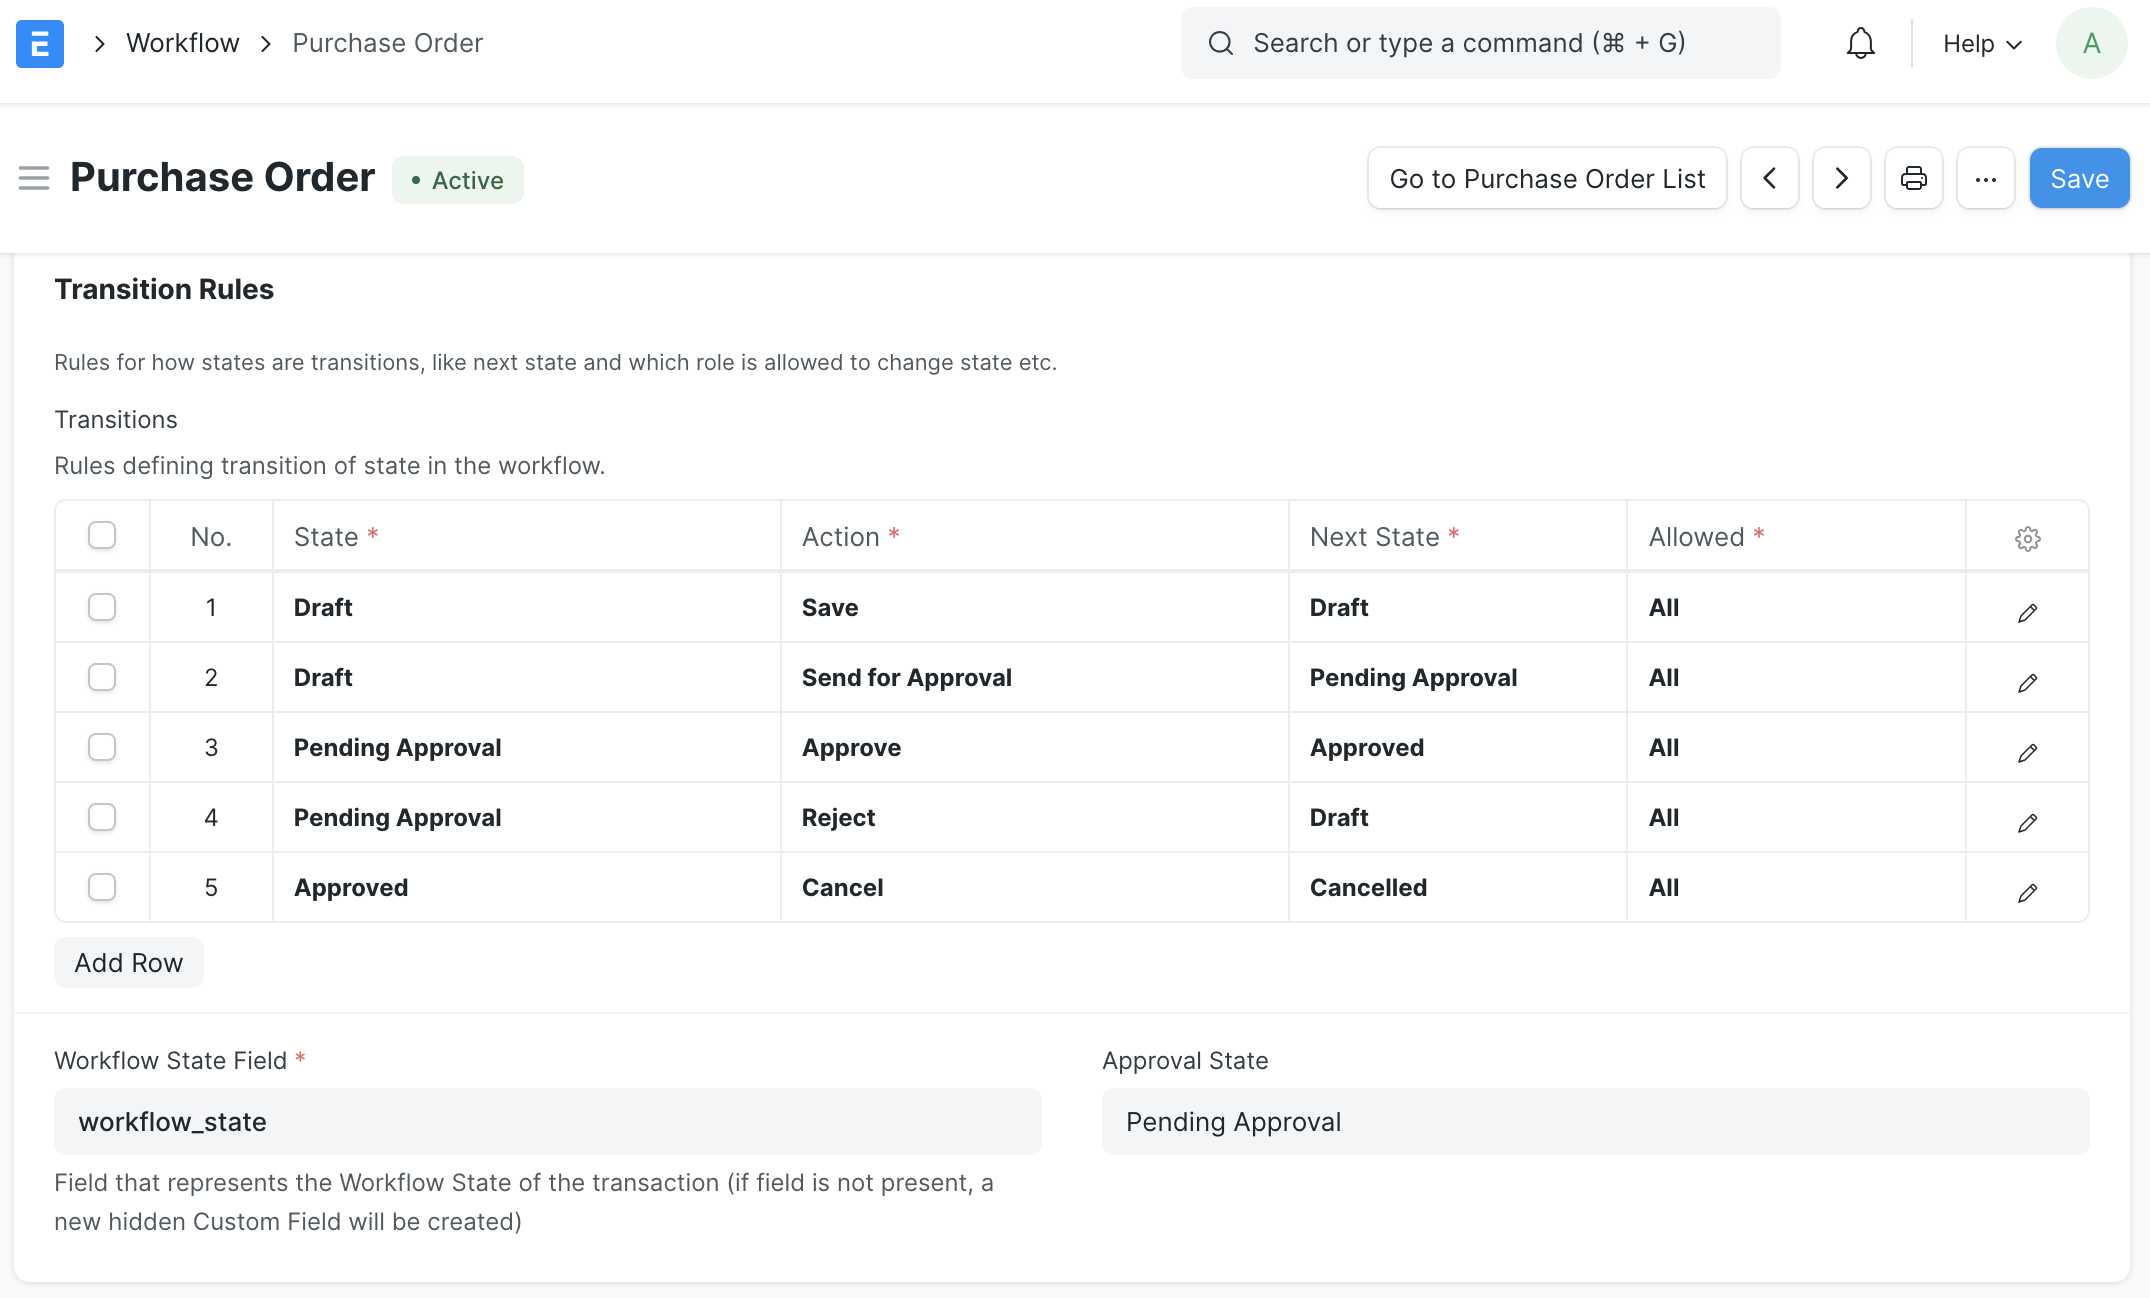 E > Workflow > Purchase Order
Search or type a command (⌘ + G)
Help
A
Purchase Order
• Active
Go to Purchase Order List
Save
Transition Rules
Rules for how states are transitions, like next state and which role is allowed to change state etc.
Transitions
Rules defining transition of state in the workflow.
No. State * Action * Next State * Allowed *
1 Draft Save Draft All
2 Draft Send for Approval Pending Approval All
3 Pending Approval Approve Approved All
4 Pending Approval Reject Draft All
5 Approved Cancel Cancelled All
Add Row
Workflow State Field *
workflow_state
Field that represents the Workflow State of the transaction (if field is not present, a
new hidden Custom Field will be created)
Approval State
Pending Approval